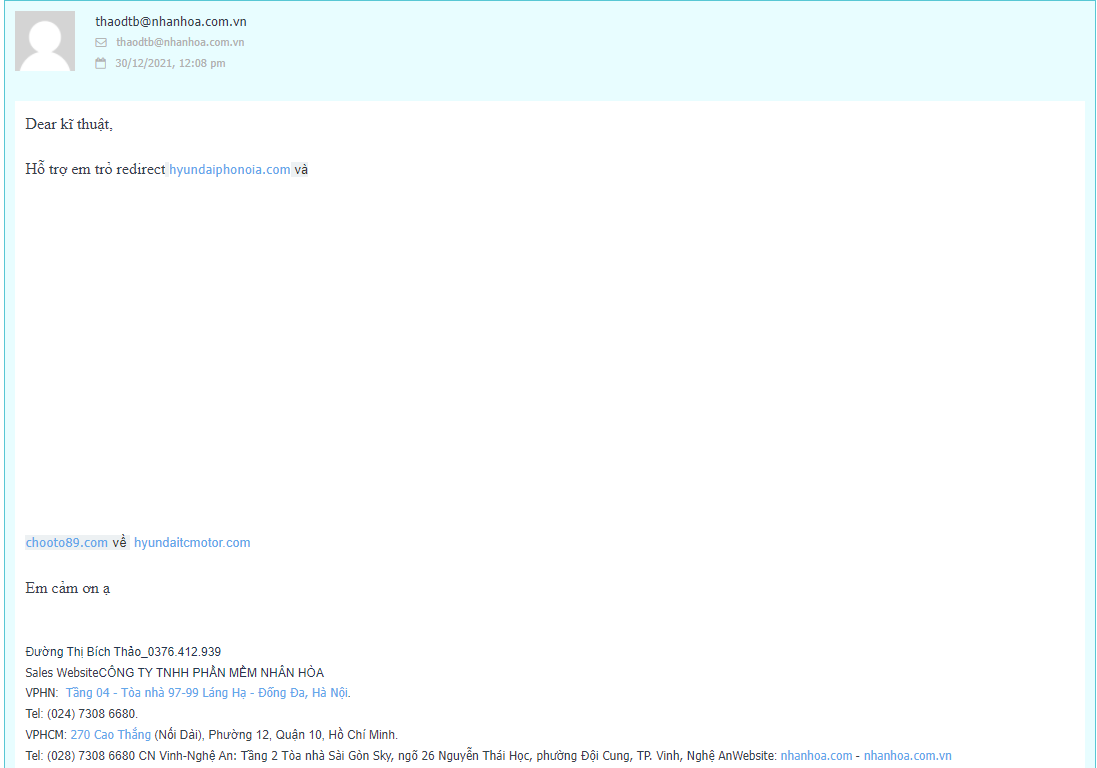 thaodtb@nhanhoa.com.vn
thaodtb@nhanhoa.com.vn
30/12/2021, 12:08 pm
Dear kĩ thuật,
Hỗ trợ em trỏ redirect hyundaiphonoia.com và
chooto89.com về hyundaitcmotor.com
Em cảm ơn ạ
Đường Thị Bích Thảo_0376.412.939
Sales WebsiteCÔNG TY TNHH PHẦN MỀM NHÂN HÒA
VPHN: Tầng 04 - Tòa nhà 97-99 Láng Hạ - Đống Đa, Hà Nội.
Tel: (024) 7308 6680.
VPHCM: 270 Cao Thắng (Nối Dài), Phường 12, Quận 10, Hồ Chí Minh.
Tel: (028) 7308 6680 CN Vinh-Nghệ An: Tầng 2 Tòa nhà Sài Gòn Sky, ngõ 26 Nguyễn Thái Học, phường Đội Cung, TP. Vinh, Nghệ AnWebsite: nhanhoa.com - nhanhoa.com.vn